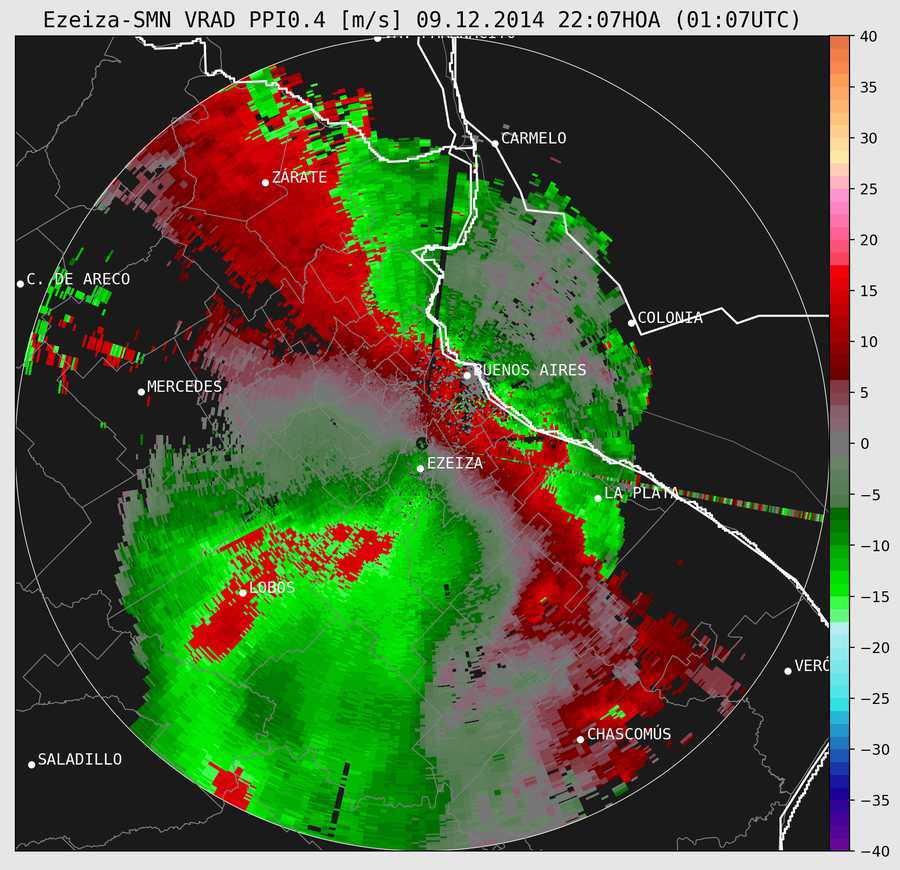 Ezeiza-SMN VRAD PPI0.4 [m/s] 09.12.2014 22:07HOA (01:07UTC)
CARMELO
ZÁRATE
C. DE ARECO
COLONIA
BUENOS AIRES
MERCEDES
EZEIZA
LA PLATA
LOBOS
VERÓ
CHASCOMÚS
SALADILLO
40
35
30
25
20
15
10
5
0
−5
−10
−15
−20
−25
−30
−35
−40